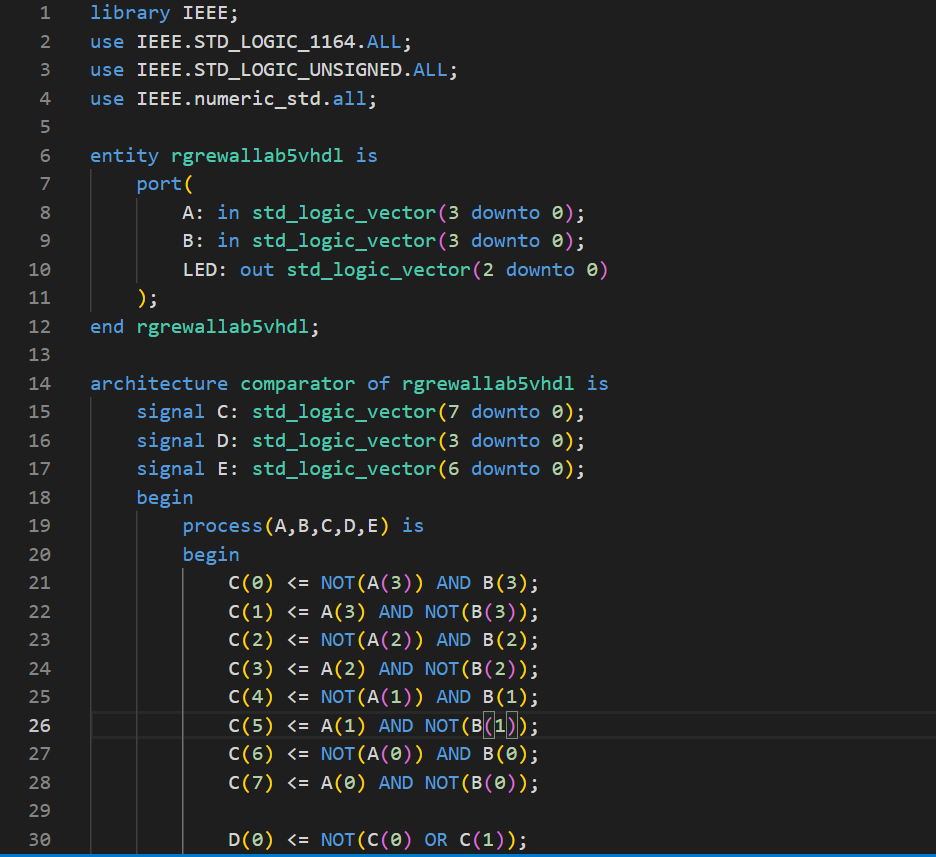 1 library IEEE;
2 use IEEE.STD_LOGIC_1164.ALL;
3 use IEEE.STD_LOGIC_UNSIGNED.ALL;
4 use IEEE.numeric_std.all;
5
6 entity rgrewallab5vhdl is
7 port(
8 A: in std_logic_vector(3 downto 0);
9 B: in std_logic_vector(3 downto 0);
10 LED: out std_logic_vector(2 downto 0)
11 );
12 end rgrewallab5vhdl;
13
14 architecture comparator of rgrewallab5vhdl is
15 signal C: std_logic_vector(7 downto 0);
16 signal D: std_logic_vector(3 downto 0);
17 signal E: std_logic_vector(6 downto 0);
18 begin
19 process(A,B,C,D,E) is
20 begin
21 C(0) <= NOT(A(3)) AND B(3);
22 C(1) <= A(3) AND NOT(B(3));
23 C(2) <= NOT(A(2)) AND B(2);
24 C(3) <= A(2) AND NOT(B(2));
25 C(4) <= NOT(A(1)) AND B(1);
26 C(5) <= A(1) AND NOT(B(1));
27 C(6) <= NOT(A(0)) AND B(0);
28 C(7) <= A(0) AND NOT(B(0));
29
30 D(0) <= NOT(C(0) OR C(1));